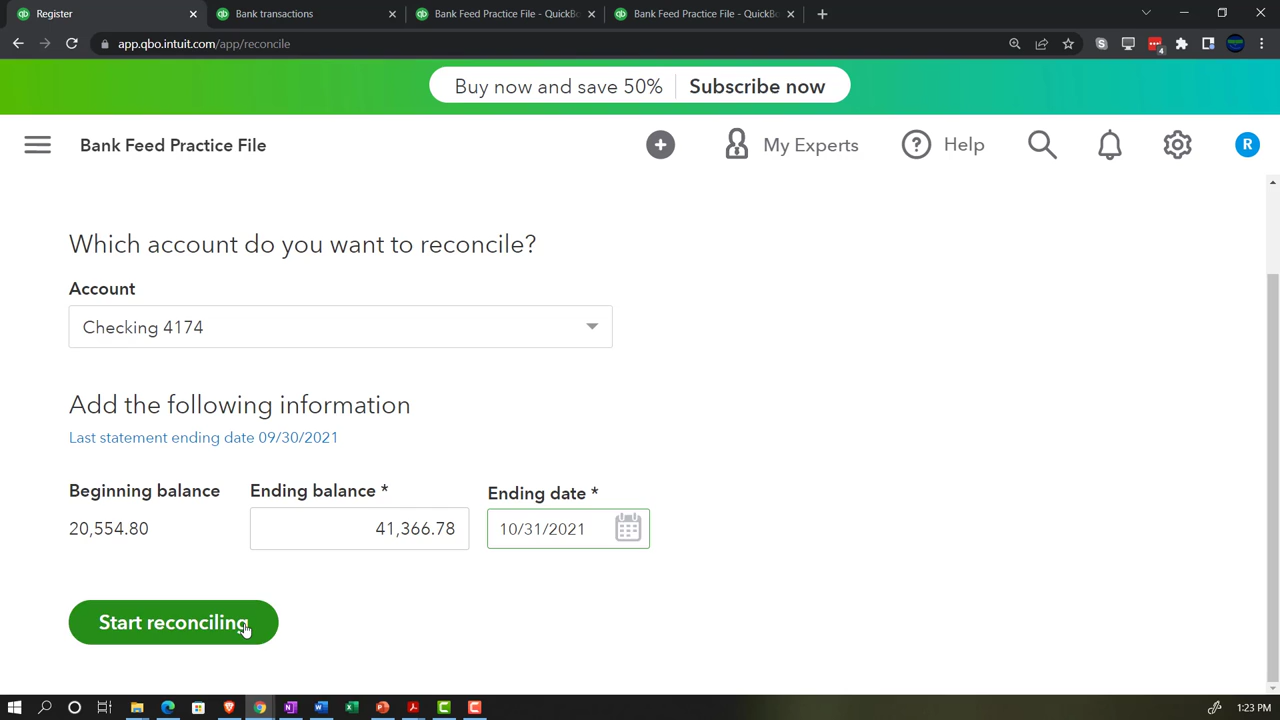 Register
Bank transactions
Bank Feed Practice File - QuickBo
Bank Feed Practice File - QuickBo
app.qbo.intuit.com/app/reconcile
4
Buy now and save 50% Subscribe now
Bank Feed Practice File
My Experts
Help
R
Which account do you want to reconcile?
Account
Checking 4174
Add the following information
Last statement ending date 09/30/2021
Beginning balance
Ending balance *
Ending date *
20,554.80
41,366.78
10/31/2021
Start reconciling
1:23 PM